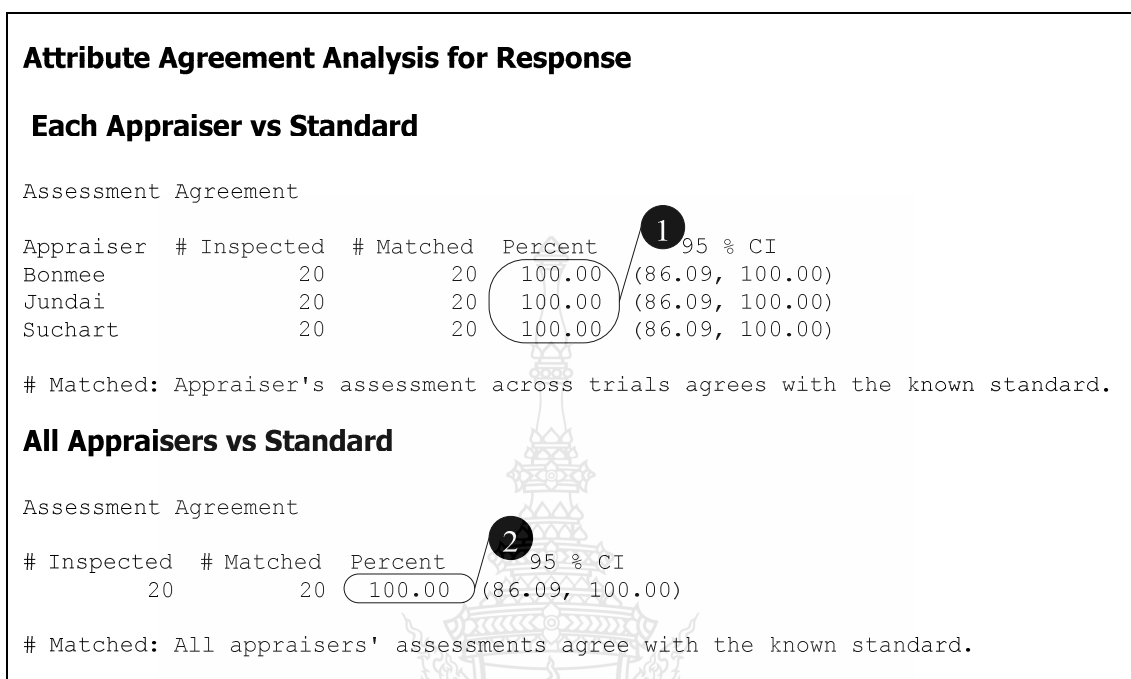 Attribute Agreement Analysis for Response
Each Appraiser vs Standard
Assessment Agreement
1
Appraiser # Inspected # Matched Percent 95 % CI
Bonmee 20 20 100.00 (86.09, 100.00)
Jundai 20 20 100.00 (86.09, 100.00)
Suchart 20 20 100.00 (86.09, 100.00)
# Matched: Appraiser's assessment across trials agrees with the known standard.
All Appraisers vs Standard
Assessment Agreement
2
# Inspected # Matched Percent 95 % CI
20 20 100.00 (86.09, 100.00)
# Matched: All appraisers' assessments agree with the known standard.